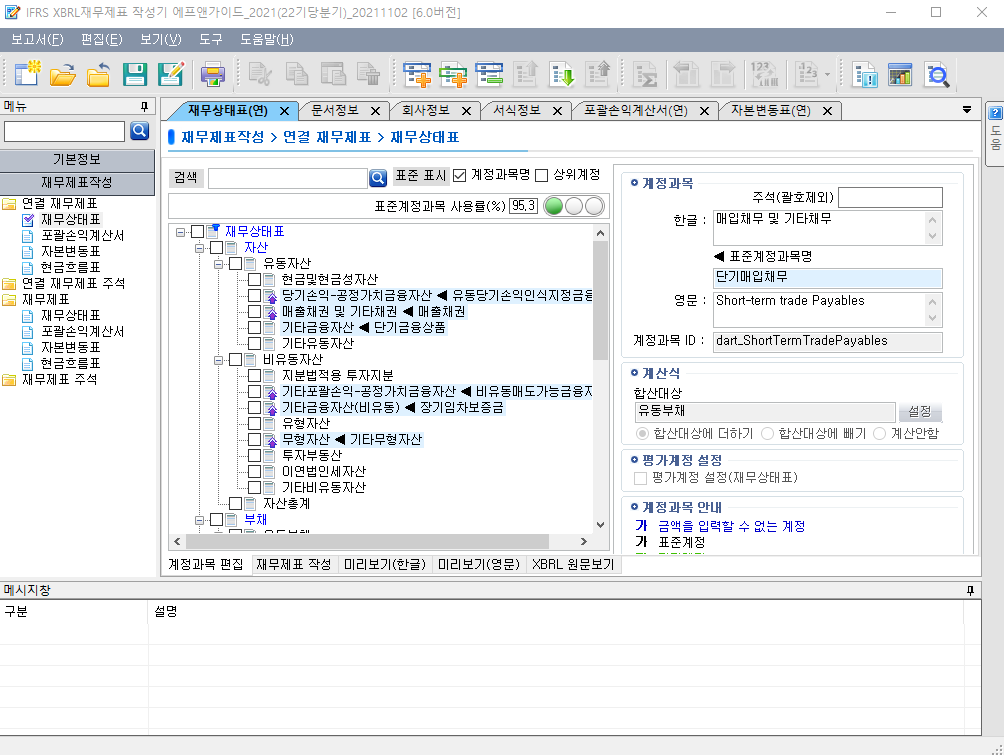 IFRS XBRL재무제표 작성기 에프앤가이드_2021(22기당분기)_20211102 [6.0버전]
보고서(F) 편집(E) 보기(V) 도구 도움말(H)
메뉴
기본정보
재무제표작성
연결 재무제표
재무상태표
포괄손익계산서
자본변동표
현금흐름표
연결 재무제표 주석
재무제표
재무상태표
포괄손익계산서
자본변동표
현금흐름표
재무제표 주석
재무상태표(연) 문서정보 회사정보 서식정보 포괄손익계산서(연) 자본변동표(연)
재무제표작성 > 연결 재무제표 > 재무상태표
검색 표준 표시 계정과목명 상위계정
표준계정과목 사용률(%) 95,3
재무상태표
자산
유동자산
현금및현금성자산
당기손익-공정가치금융자산 ◀ 유동당기손익인식지정금융
매출채권 및 기타채권 ◀ 매출채권
기타금융자산 ◀ 단기금융상품
기타유동자산
비유동자산
지분법적용 투자지분
기타포괄손익-공정가치금융자산 ◀ 비유동매도가능금융자
기타금융자산(비유동) ◀ 장기임차보증금
유형자산
무형자산 ◀ 기타무형자산
투자부동산
이연법인세자산
기타비유동자산
자산총계
부채
계정과목 편집 재무제표 작성 미리보기(한글) 미리보기(영문) XBRL 원문보기
계정과목
주석(괄호제외)
한글 : 매입채무 및 기타채무
◀ 표준계정과목명
단기매입채무
영문 : Short-term trade Payables
계정과목 ID : dart_ShortTermTradePayables
계산식
합산대상
유동부채 설정
합산대상에 더하기 합산대상에 빼기 계산안함
평가계정 설정
평가계정 설정(재무상태표)
계정과목 안내
가 금액을 입력할 수 없는 계정
가 표준계정
도움
메시지창
구분 설명